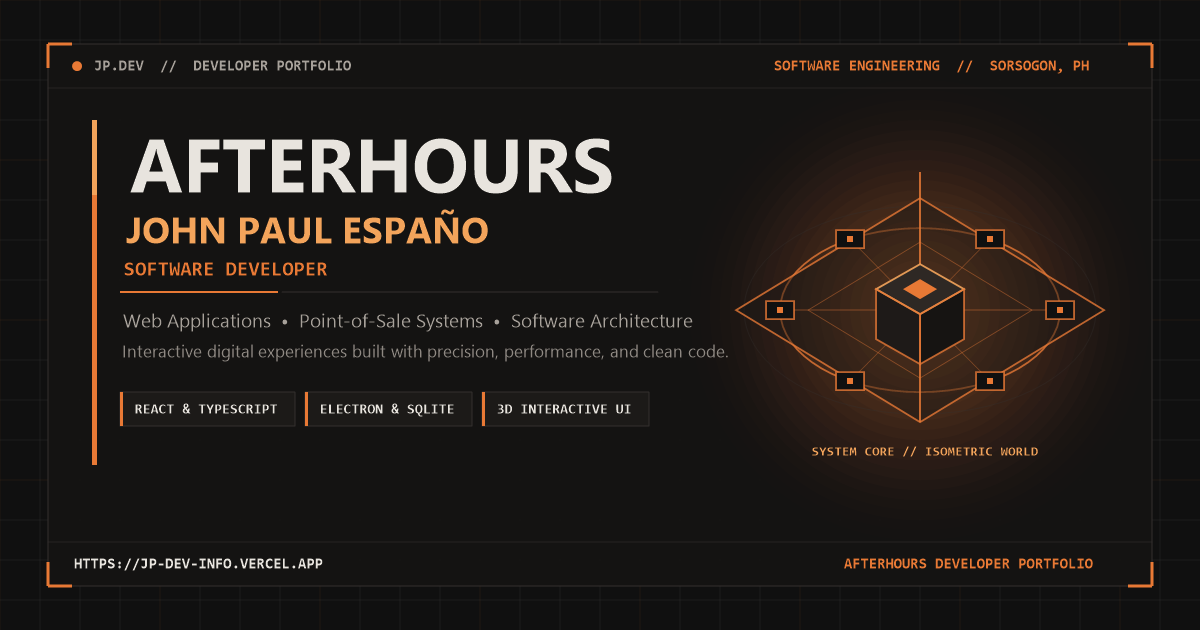 JP.DEV // DEVELOPER PORTFOLIO
SOFTWARE ENGINEERING // SORSOGON, PH
AFTERHOURS
JOHN PAUL ESPAÑO
SOFTWARE DEVELOPER
Web Applications • Point-of-Sale Systems • Software Architecture
Interactive digital experiences built with precision, performance, and clean code.
REACT & TYPESCRIPT
ELECTRON & SQLITE
3D INTERACTIVE UI
SYSTEM CORE // ISOMETRIC WORLD
HTTPS://JP-DEV-INFO.VERCEL.APP
AFTERHOURS DEVELOPER PORTFOLIO